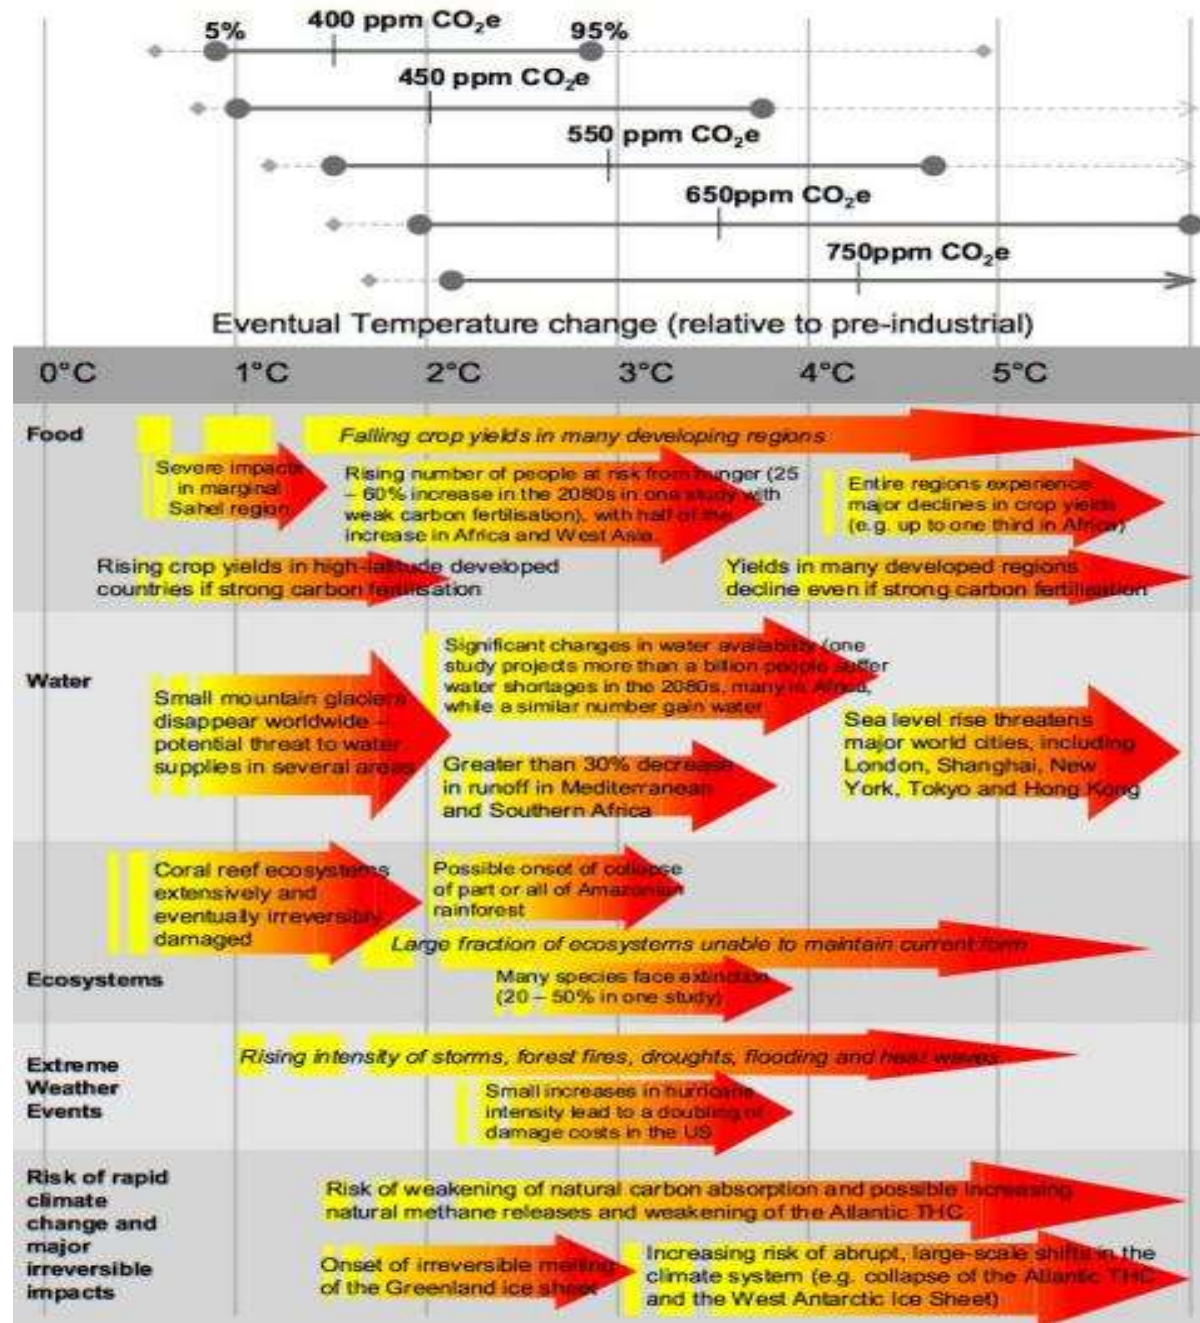 400 ppm CO₂e
5%
95%
450 ppm CO₂e
550 ppm CO₂e
650ppm CO₂e
750ppm CO₂e
Eventual Temperature change (relative to pre-industrial)
0°C 1°C 2°C 3°C 4°C 5°C
Food
Falling crop yields in many developing regions
Severe impacts
in marginal
Sahel region
Rising number of people at risk from hunger (25
– 60% increase in the 2080s in one study with
weak carbon fertilisation), with half of the
increase in Africa and West Asia.
Entire regions experience
major declines in crop yields
(e.g. up to one third in Africa)
Rising crop yields in high-latitude developed
countries if strong carbon fertilisation
Yields in many developed regions
decline even if strong carbon fertilisation
Water
Small mountain glaciers
disappear worldwide –
potential threat to water
supplies in several areas
Significant changes in water availability (one
study projects more than a billion people suffer
water shortages in the 2080s, many in Africa,
while a similar number gain water
Greater than 30% decrease
in runoff in Mediterranean
and Southern Africa
Sea level rise threatens
major world cities, including
London, Shanghai, New
York, Tokyo and Hong Kong
Ecosystems
Coral reef ecosystems
extensively and
eventually irreversibly
damaged
Possible onset of collapse
of part or all of Amazonian
rainforest
Large fraction of ecosystems unable to maintain current form
Many species face extinction
(20 – 50% in one study)
Extreme
Weather
Events
Rising intensity of storms, forest fires, droughts, flooding and heat waves
Small increases in hurricane
intensity lead to a doubling of
damage costs in the US
Risk of rapid
climate
change and
major
irreversible
impacts
Risk of weakening of natural carbon absorption and possible increasing
natural methane releases and weakening of the Atlantic THC
Onset of irreversible melting
of the Greenland ice sheet
Increasing risk of abrupt, large-scale shifts in the
climate system (e.g. collapse of the Atlantic THC
and the West Antarctic Ice Sheet)